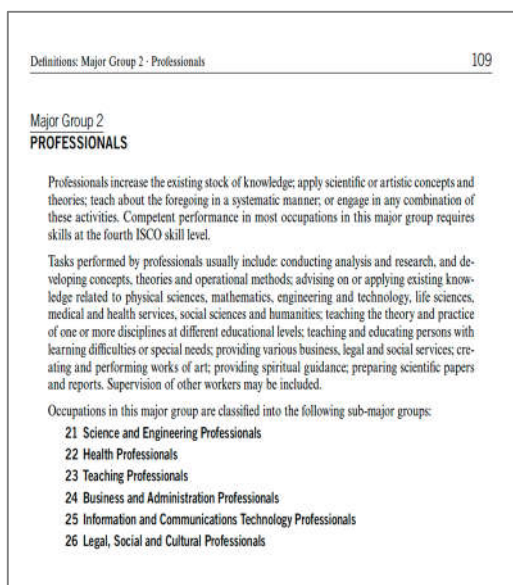 Definitions: Major Group 2 · Professionals 109
Major Group 2
PROFESSIONALS
Professionals increase the existing stock of knowledge; apply scientific or artistic concepts and
theories; teach about the foregoing in a systematic manner; or engage in any combination of
these activities. Competent performance in most occupations in this major group requires
skills at the fourth ISCO skill level.
Tasks performed by professionals usually include: conducting analysis and research, and de-
veloping concepts, theories and operational methods; advising on or applying existing know-
ledge related to physical sciences, mathematics, engineering and technology, life sciences,
medical and health services, social sciences and humanities; teaching the theory and practice
of one or more disciplines at different educational levels; teaching and educating persons with
learning difficulties or special needs; providing various business, legal and social services; cre-
ating and performing works of art; providing spiritual guidance; preparing scientific papers
and reports. Supervision of other workers may be included.
Occupations in this major group are classified into the following sub-major groups:
21 Science and Engineering Professionals
22 Health Professionals
23 Teaching Professionals
24 Business and Administration Professionals
25 Information and Communications Technology Professionals
26 Legal, Social and Cultural Professionals